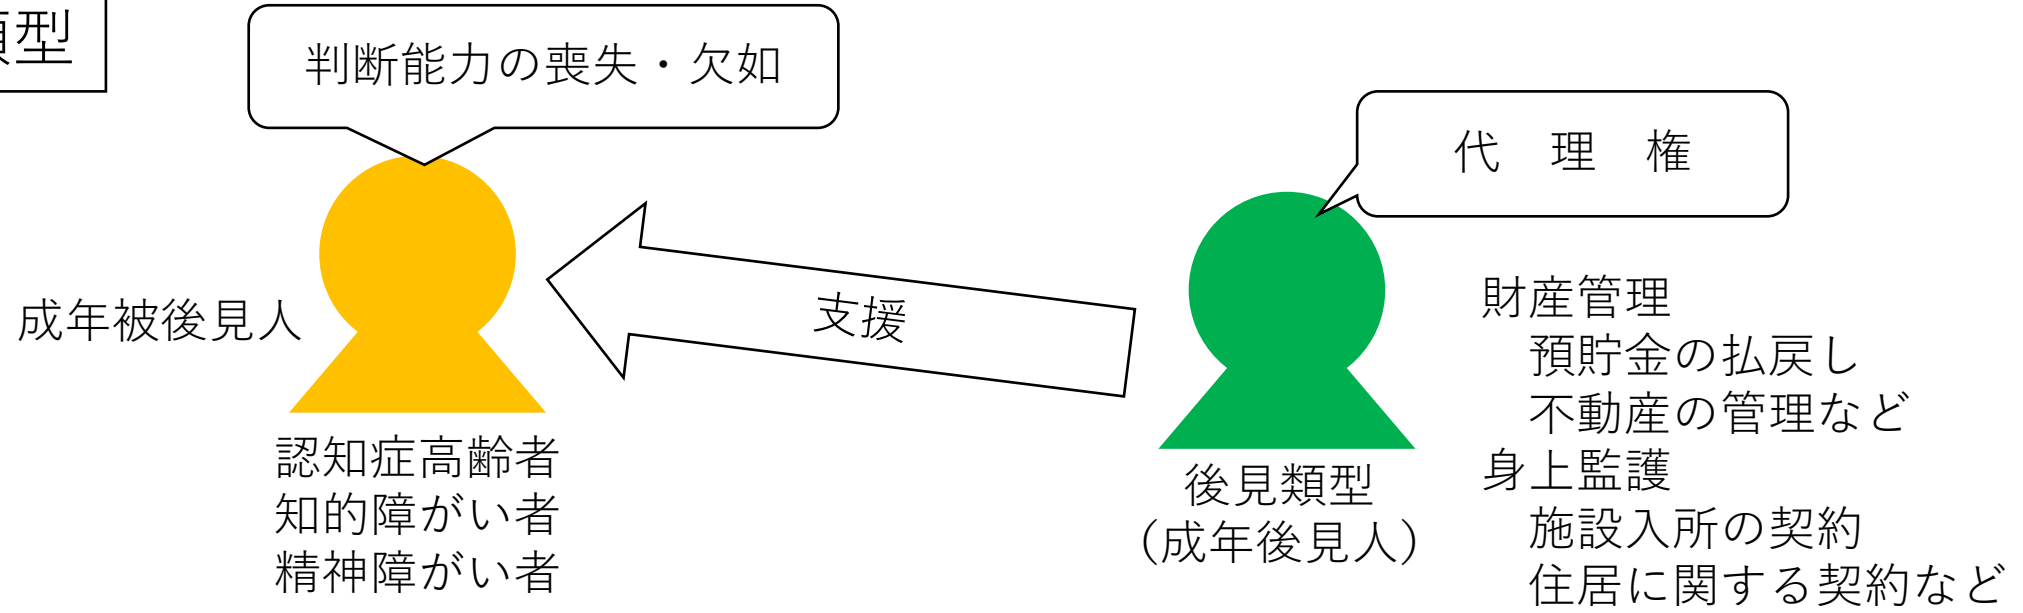 類型
判断能力の喪失・欠如
代 理 権
成年被後見人
支援
財産管理
預貯金の払戻し
不動産の管理など
身上監護
施設入所の契約
住居に関する契約など
認知症高齢者
知的障がい者
精神障がい者
後見類型
(成年後見人)